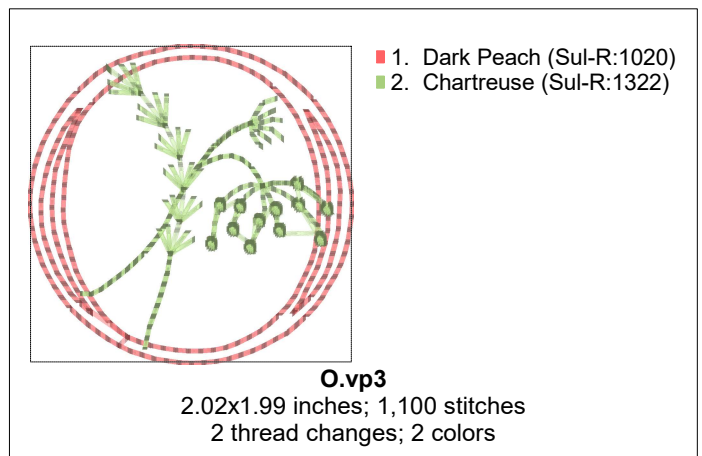 1. Dark Peach (Sul-R:1020)
2. Chartreuse (Sul-R:1322)
O.vp3
2.02x1.99 inches; 1,100 stitches
2 thread changes; 2 colors